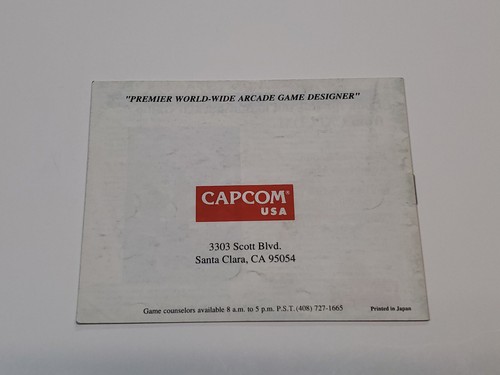 "PREMIER WORLD-WIDE ARCADE GAME DESIGNER"
CAPCOM®
USA
3303 Scott Blvd.
Santa Clara, CA 95054
Game counselors available 8 a.m. to 5 p.m. P.S.T. (408) 727-1665
Printed in Japan